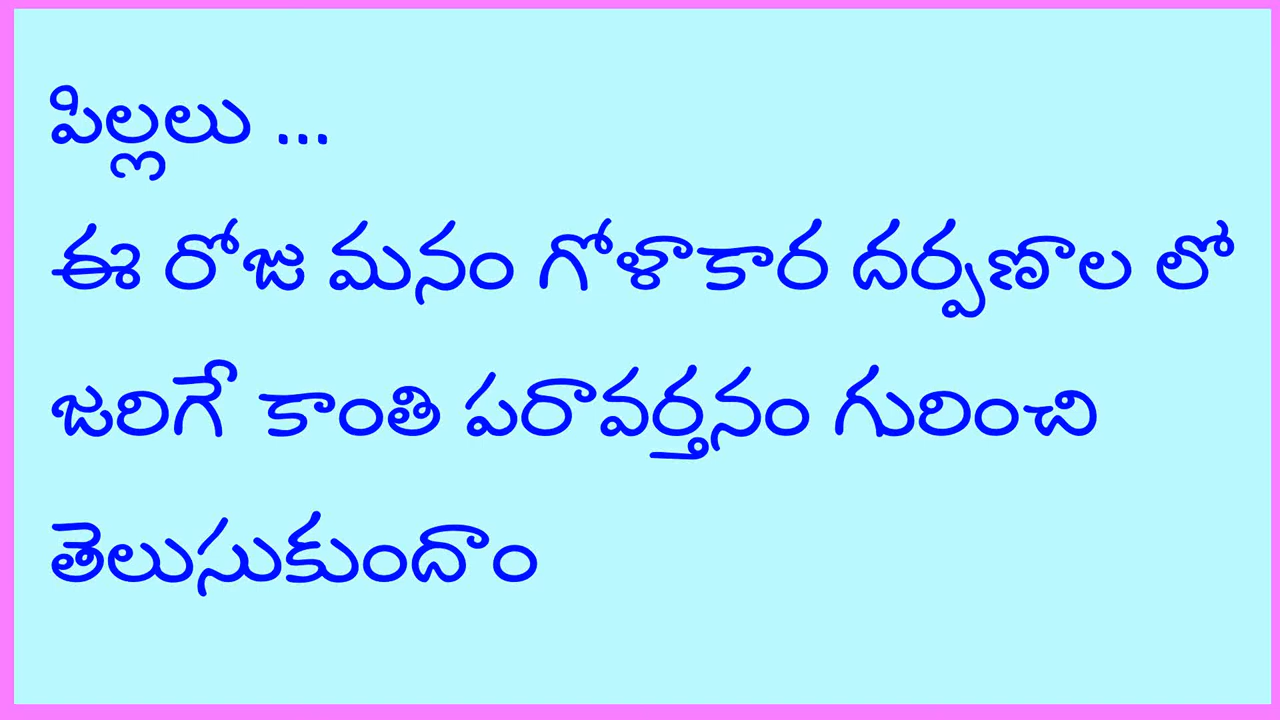 పిల్లలు ...
ఈ రోజు మనం గోళాకార దర్పణాల లో
జరిగే కాంతి పరావర్తనం గురించి
తెలుసుకుందాం